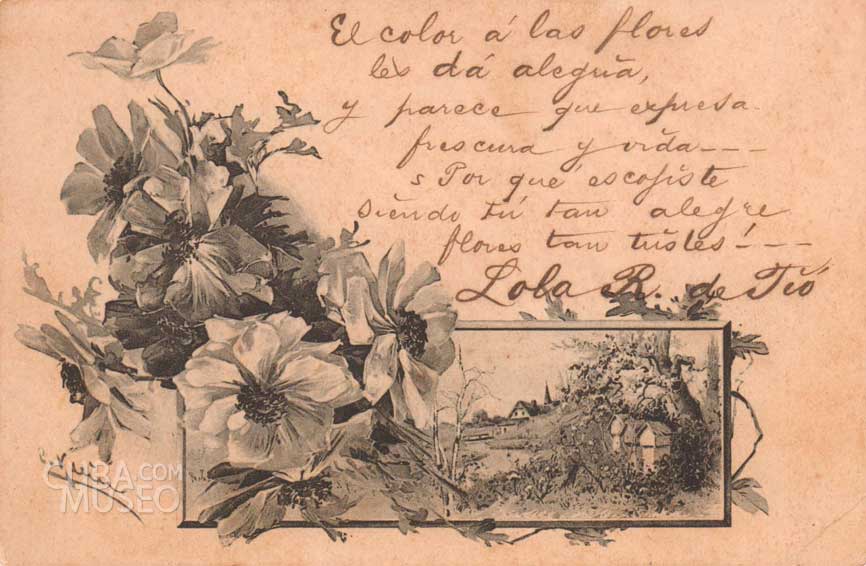 El color á las flores
les dá alegria,
y parece que expresa
frescura y vida----
s Por qué escojiste
siendo tú tan alegre
flores tan tristes!---
Lola R. de Tió
CUBA.COM
MUSEO